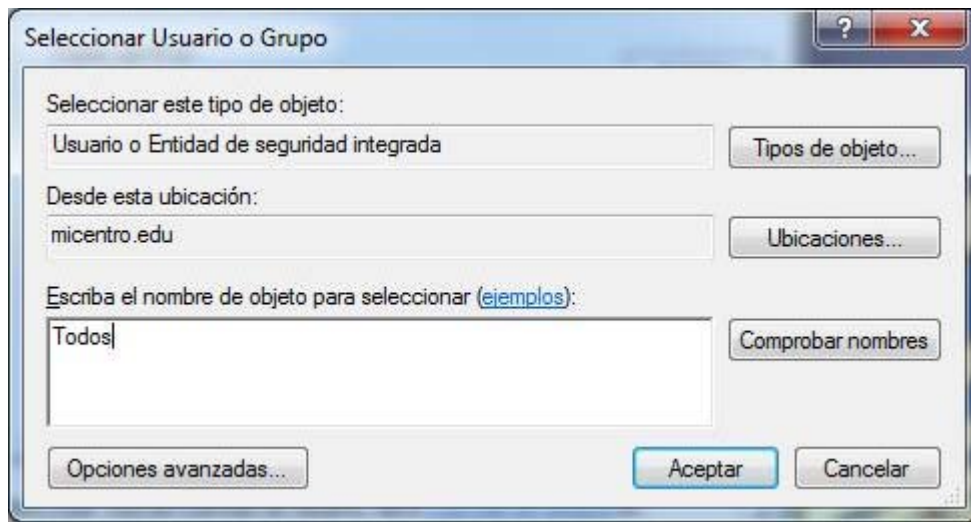 Seleccionar Usuario o Grupo
?
X
Seleccionar este tipo de objeto:
Usuario o Entidad de seguridad integrada
Tipos de objeto...
Desde esta ubicación:
micentro.edu
Ubicaciones...
Escriba el nombre de objeto para seleccionar (ejemplos):
Todos
Comprobar nombres
Opciones avanzadas...
Aceptar
Cancelar